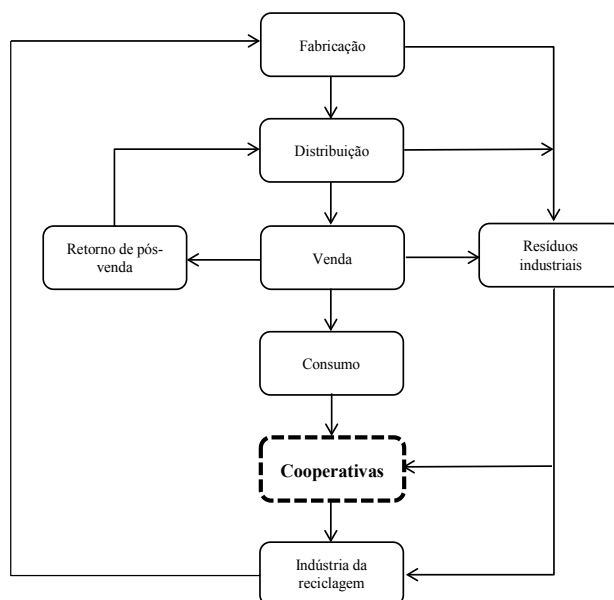 Fabricação
Distribuição
Retorno de pós-
venda
Venda
Resíduos
industriais
Consumo
Cooperativas
Indústria da
reciclagem